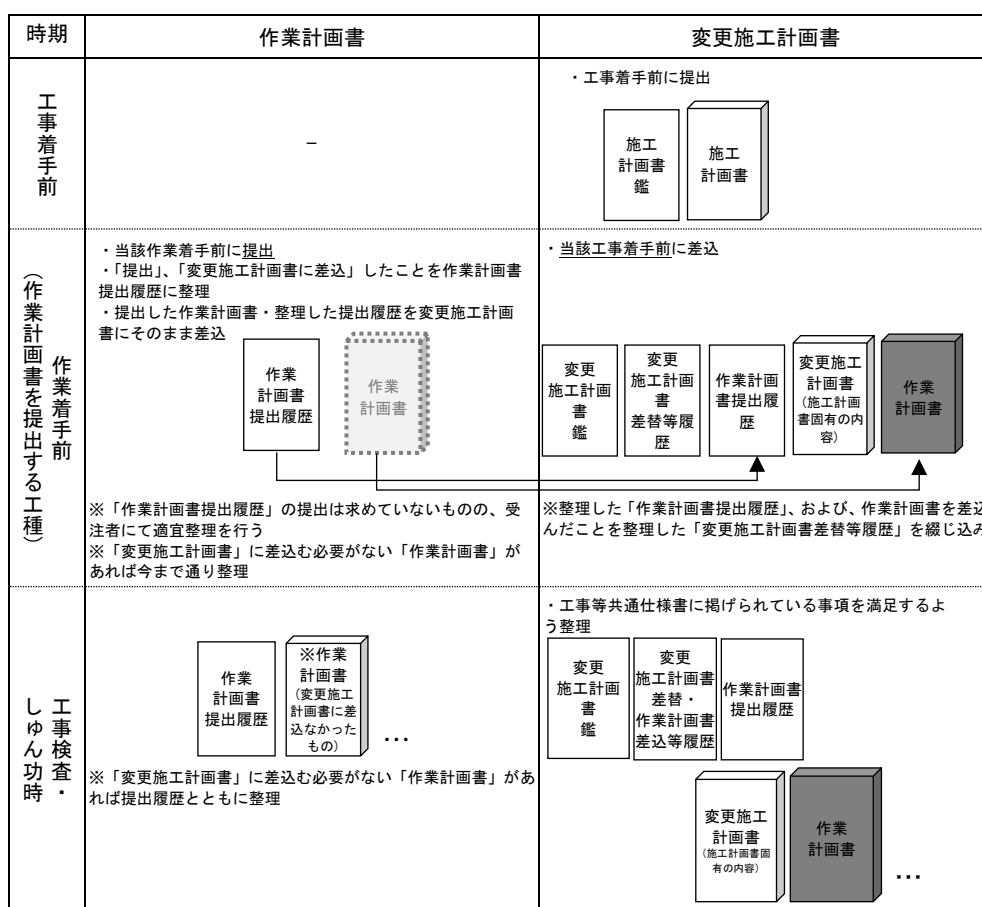 時期
作業計画書
変更施工計画書
工事着手前
−
・工事着手前に提出
施工
計画書
鑑
施工
計画書
作業着手前
（作業計画書を提出する工種）
・当該作業着手前に提出
・「提出」、「変更施工計画書に差込」したことを作業計画書
提出履歴に整理
・提出した作業計画書・整理した提出履歴を変更施工計画
書にそのまま差込
作業
計画書
提出履歴
作業
計画書
※「作業計画書提出履歴」の提出は求めていないものの、受
注者にて適宜整理を行う
※「変更施工計画書」に差込む必要がない「作業計画書」が
あれば今まで通り整理
・当該工事着手前に差込
変更
施工計画
書
鑑
変更
施工計画
書
差替等履
歴
作業計画
書提出履
歴
変更施工
計画書
（施工計画
書固有の内
容）
作業
計画書
※整理した「作業計画書提出履歴」、および、作業計画書を差込
んだことを整理した「変更施工計画書差替等履歴」を綴じ込み
工事検査・
しゅん功時
作業
計画書
提出履歴
※作業
計画書
（変更施工
計画書に差
込なかった
もの）
…
※「変更施工計画書」に差込む必要がない「作業計画書」があ
れば提出履歴とともに整理
・工事等共通仕様書に掲げられている事項を満足するよ
う整理
変更
施工計画
書
鑑
変更
施工計画書
差替・
作業計画書
差込等履歴
作業計画書
提出履歴
変更施工
計画書
（施工計画書固
有の内容）
作業
計画書
…